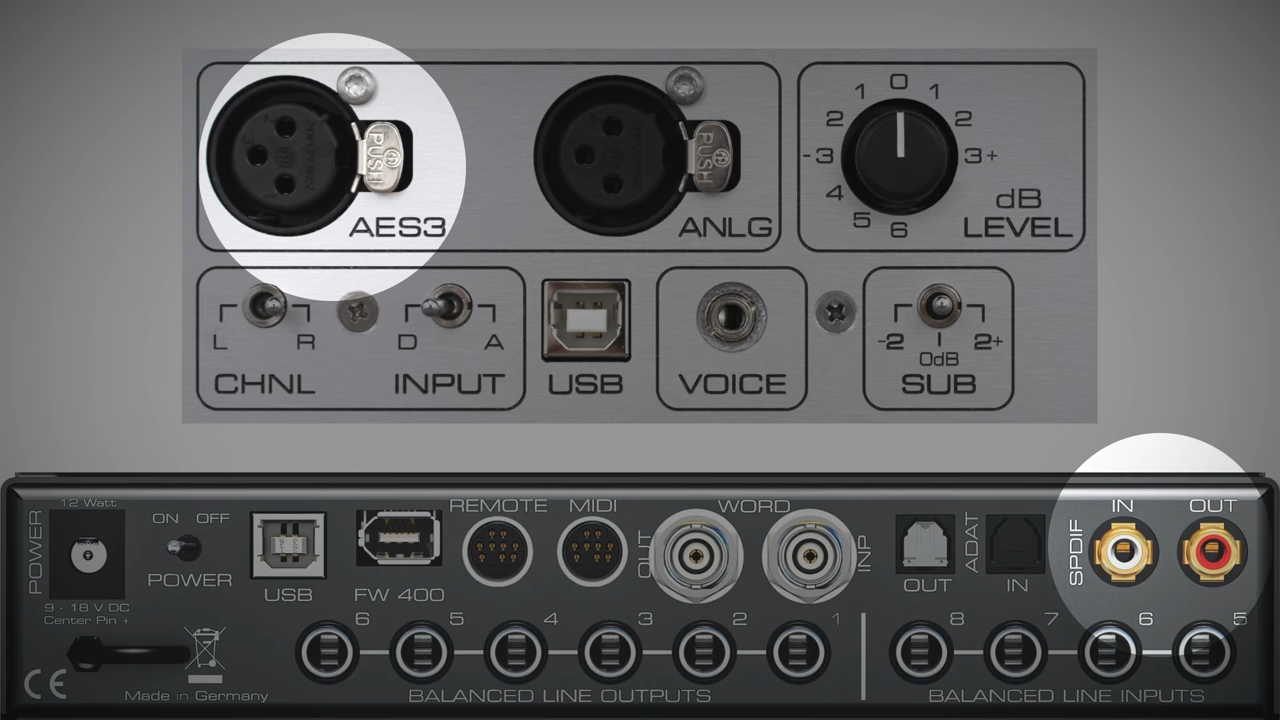 PUSH
AES3
PUSH
ANLG
0
1 1
2 2
-3 3+
4
5 6
dB
LEVEL
L R
CHNL
D A
INPUT
USB
VOICE
-2 2+
0dB
SUB
POWER
12 Watt
9 - 18 V DC
Center Pin +
ON OFF
POWER
USB
FW 400
REMOTE
MIDI
WORD
OUT
INP
ADAT
OUT
IN
SPDIF
IN
OUT
6 5 4 3 2 1
BALANCED LINE OUTPUTS
8 7 6 5
BALANCED LINE INPUTS
CE
Made in Germany